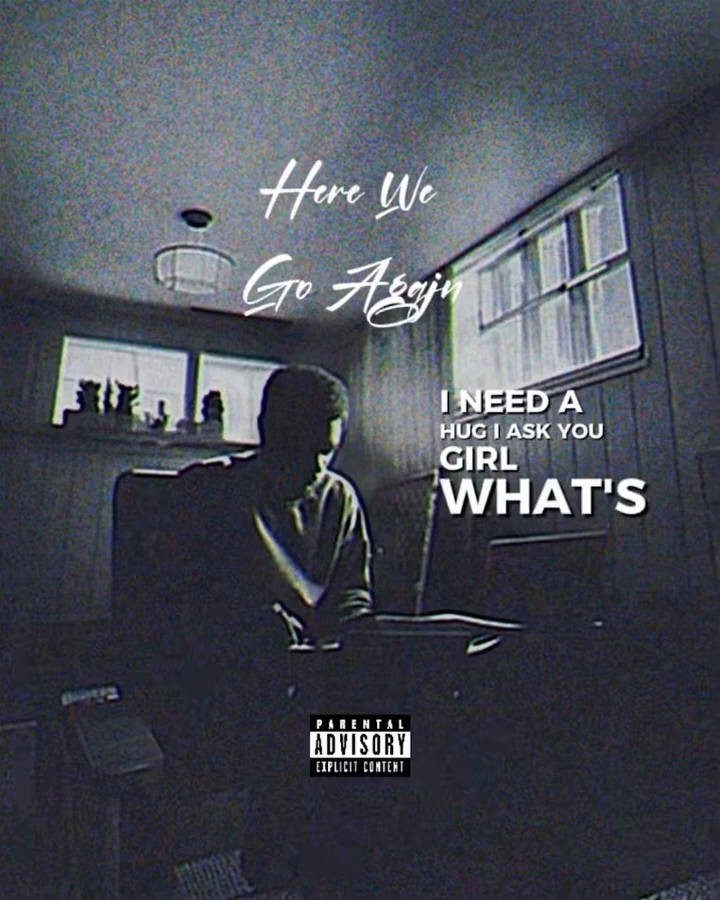 Here We
Go Again
I NEED A
HUG I ASK YOU
GIRL
WHAT'S
PARENTAL
ADVISORY
EXPLICIT CONTENT